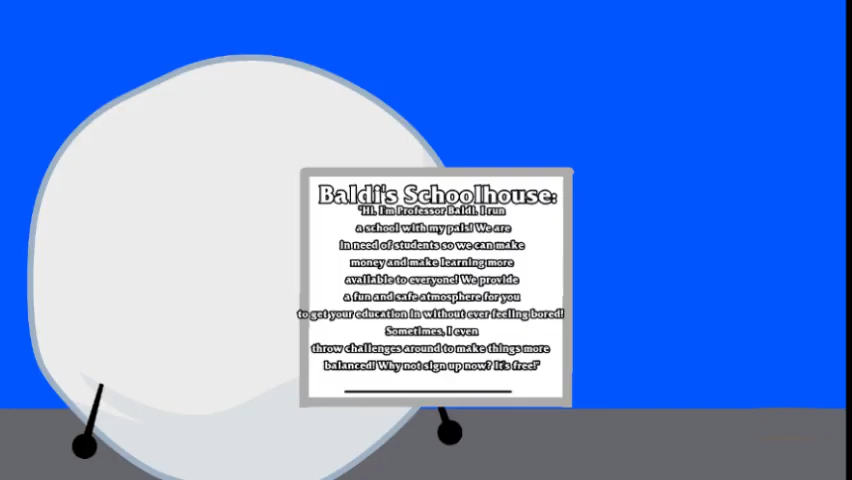 Baldi's Schoolhouse:
"Hi, I'm Professor Baldi. I run
a school with my pals! We are
in need of students so we can make
money and make learning more
available to everyone! We provide
a fun and safe atmosphere for you
to get your education in without ever feeling bored!
Sometimes, I even
throw challenges around to make things more
balanced! Why not sign up now? It's free!"